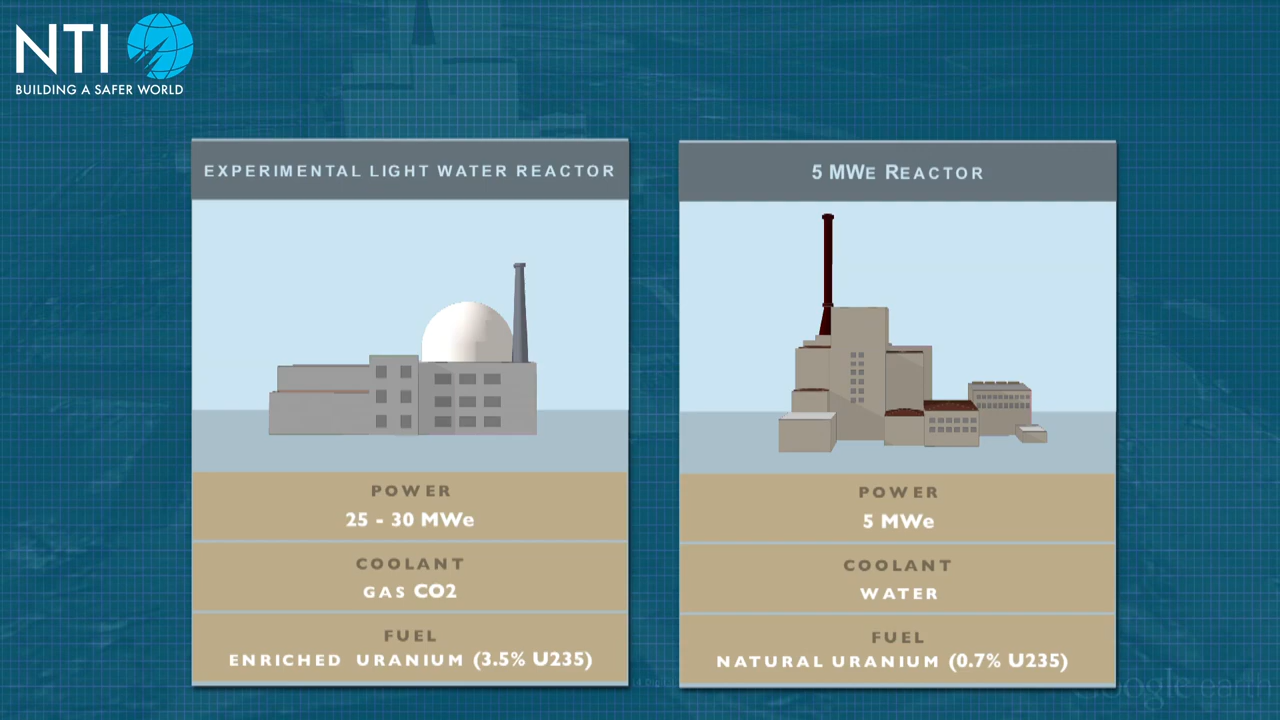 NTI
BUILDING A SAFER WORLD
EXPERIMENTAL LIGHT WATER REACTOR
POWER
25 - 30 MWe
COOLANT
GAS CO2
FUEL
ENRICHED URANIUM (3.5% U235)
5 MWE REACTOR
POWER
5 MWe
COOLANT
WATER
FUEL
NATURAL URANIUM (0.7% U235)
Google earth